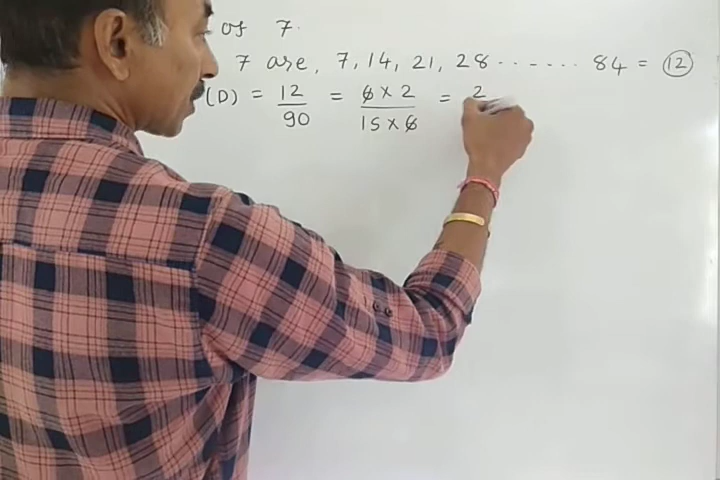 of 7.
7 are, 7, 14, 21, 28 ....... 84 = 12
(D) = 12/90 = 6 × 2/15 × 6 = 2